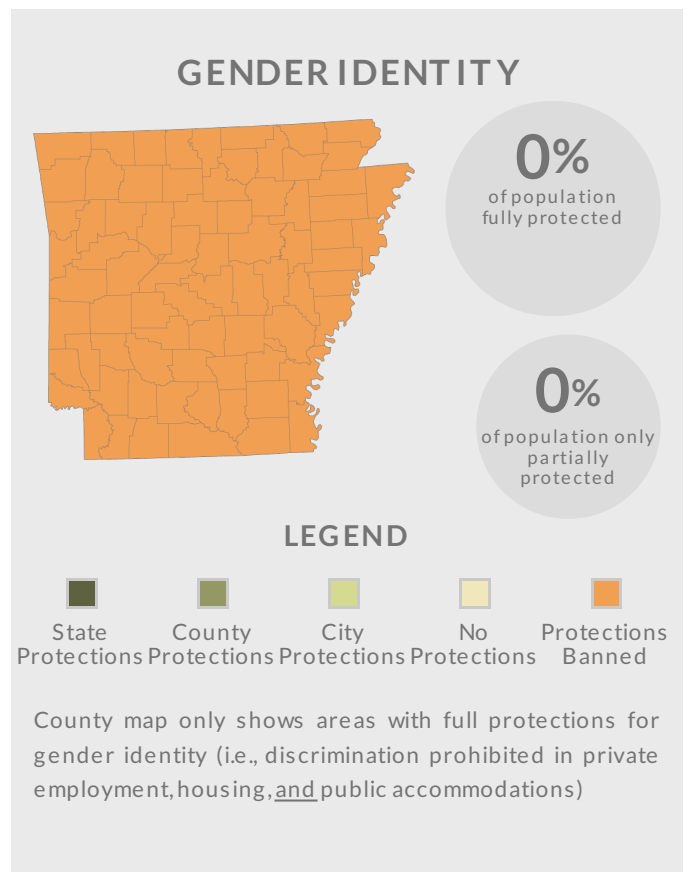 GENDER IDENTITY
0%
of population
fully protected
0%
of population only
partially
protected
LEGEND
State
Protections
County
Protections
City
Protections
No
Protections
Protections
Banned
County map only shows areas with full protections for
gender identity (i.e., discrimination prohibited in private
employment, housing, and public accommodations)